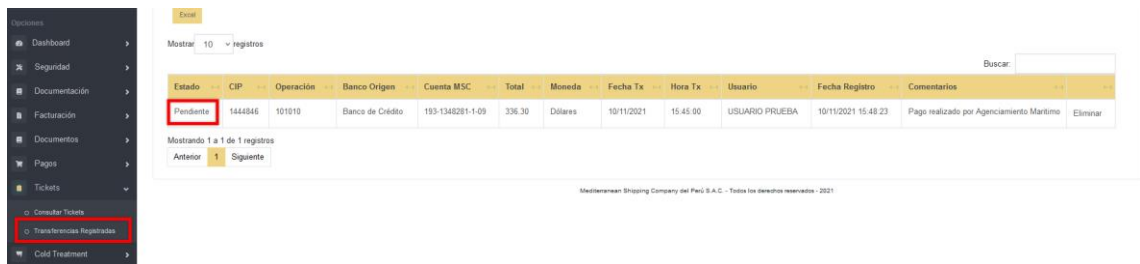 Opciones
Dashboard
Seguridad
Documentación
Facturación
Documentos
Pagos
Tickets
Consultar Tickets
Transferencias Registradas
Cold Treatment
Excel
Mostrar 10 registros
Buscar:
Estado CIP Operación Banco Origen Cuenta MSC Total Moneda Fecha Tx Hora Tx Usuario Fecha Registro Comentarios
Pendiente 1444846 101010 Banco de Crédito 193-1348281-1-09 336.30 Dólares 10/11/2021 15:45:00 USUARIO PRUEBA 10/11/2021 15:48:23 Pago realizado por Agenciamiento Marítimo Eliminar
Mostrando 1 a 1 de 1 registros
Anterior 1 Siguiente
Mediterranean Shipping Company del Perú S.A.C. - Todos los derechos reservados - 2021